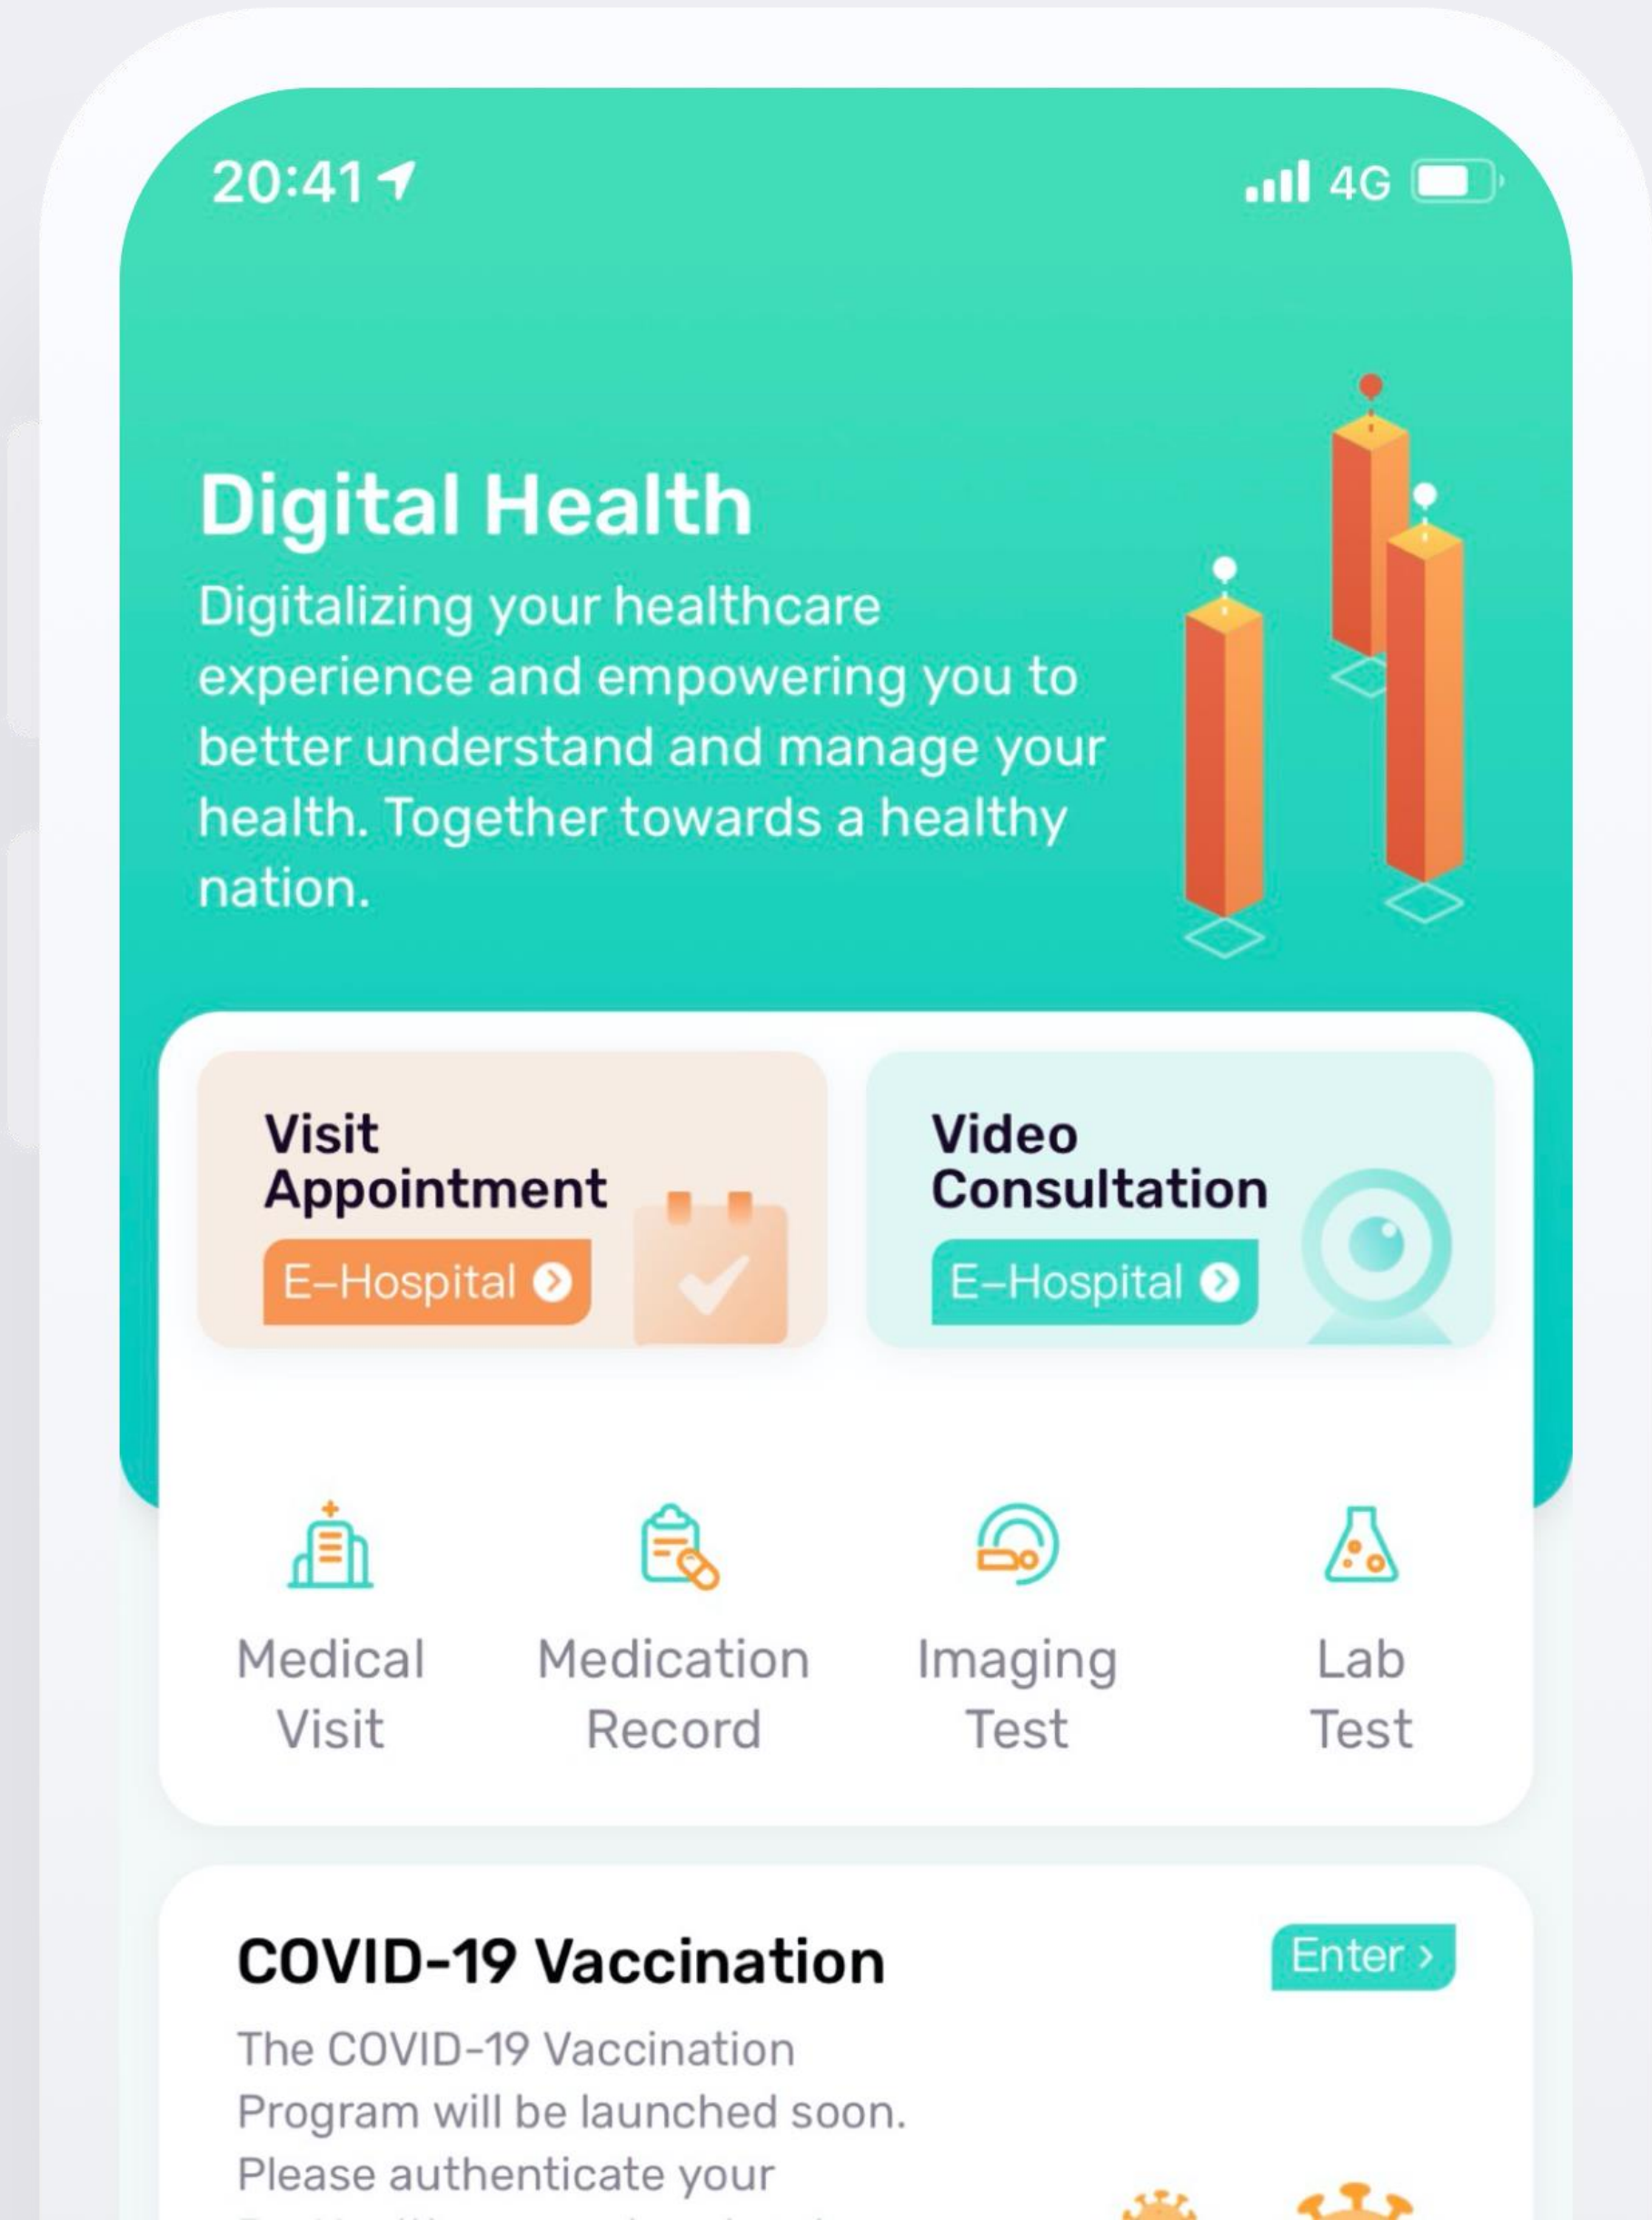 20:41
4G
Digital Health
Digitalizing your healthcare
experience and empowering you to
better understand and manage your
health. Together towards a healthy
nation.
Visit
Appointment
E–Hospital
Video
Consultation
E–Hospital
Medical
Visit
Medication
Record
Imaging
Test
Lab
Test
COVID-19 Vaccination
Enter ›
The COVID-19 Vaccination
Program will be launched soon.
Please authenticate your